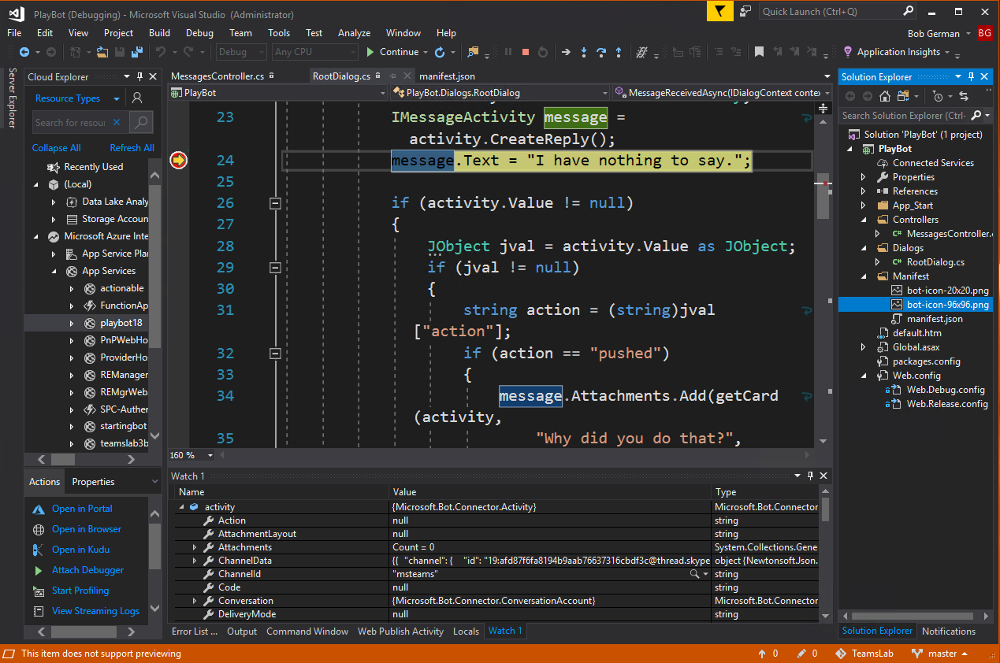 PlayBot (Debugging) - Microsoft Visual Studio (Administrator)
Quick Launch (Ctrl+Q)
File Edit View Project Build Debug Team Tools Test Analyze Window Help
Bob German BG
Debug Any CPU Continue Application Insights
Server Explorer
Cloud Explorer
Resource Types
Search for resou
Collapse All Refresh All
Recently Used
(Local)
Data Lake Analy
Storage Accoun
Microsoft Azure Inte
App Service Plan
App Services
actionable
FunctionAp
playbot18
PnPWebHo
ProviderHo
REManager
REMgrWeb
SPC-Auther
startingbot
teamslab3b
Actions Properties
Open in Portal
Open in Browser
Open in Kudu
Attach Debugger
Start Profiling
View Streaming Logs
MessagesController.cs RootDialog.cs manifest.json
PlayBot PlayBot.Dialogs.RootDialog MessageReceivedAsync(IDialogContext conte
23 IMessageActivity message =
activity.CreateReply();
24 message.Text = "I have nothing to say.";
25
26 if (activity.Value != null)
27 {
28 JObject jval = activity.Value as JObject;
29 if (jval != null)
30 {
31 string action = (string)jval
["action"];
32 if (action == "pushed")
33 {
34 message.Attachments.Add(getCard
(activity,
35 "Why did you do that?",
160 %
Watch 1
Name Value Type
activity {Microsoft.Bot.Connector.Activity} Microsoft.Bot.Connector
Action null string
AttachmentLayout null string
Attachments Count = 0 System.Collections.Gene
ChannelData {{ "channel": { "id": "19:afd87f6fa8194b9aab76637316cbdf3c@thread.skype object {Newtonsoft.Json.
ChannelId "msteams" string
Code null string
Conversation {Microsoft.Bot.Connector.ConversationAccount} Microsoft.Bot.Connector
DeliveryMode null string
Error List ... Output Command Window Web Publish Activity Locals Watch 1
Solution Explorer
Search Solution Explorer (Ctrl-
Solution 'PlayBot' (1 project)
PlayBot
Connected Services
Properties
References
App_Start
Controllers
MessagesController.
Dialogs
RootDialog.cs
Manifest
bot-icon-20x20.png
bot-icon-96x96.png
manifest.json
default.htm
Global.asax
packages.config
Web.config
Web.Debug.config
Web.Release.config
Solution Explorer Notifications
This item does not support previewing
0 0 TeamsLab master